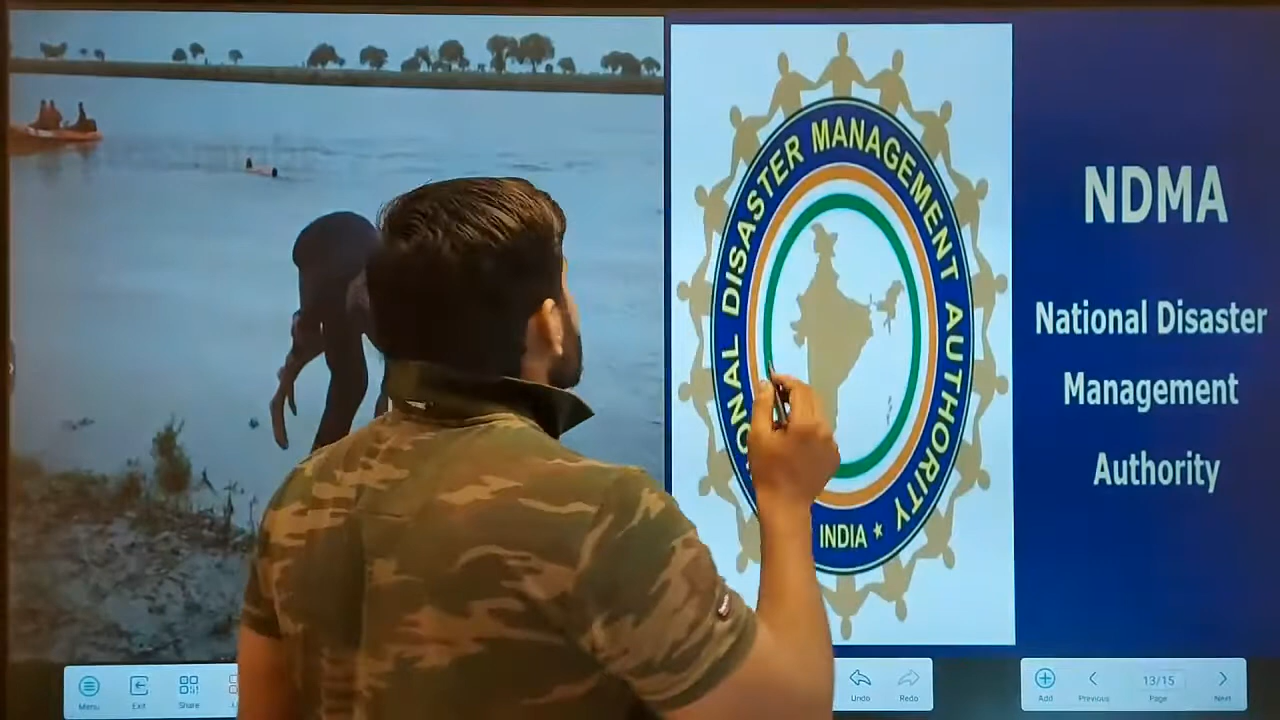 DISASTER MANAGEMENT AUTHORITY
INDIA ★
NDMA
National Disaster
Management
Authority
Menu
Exit
Share
Undo
Redo
Add
Previous
13/15
Page
Next